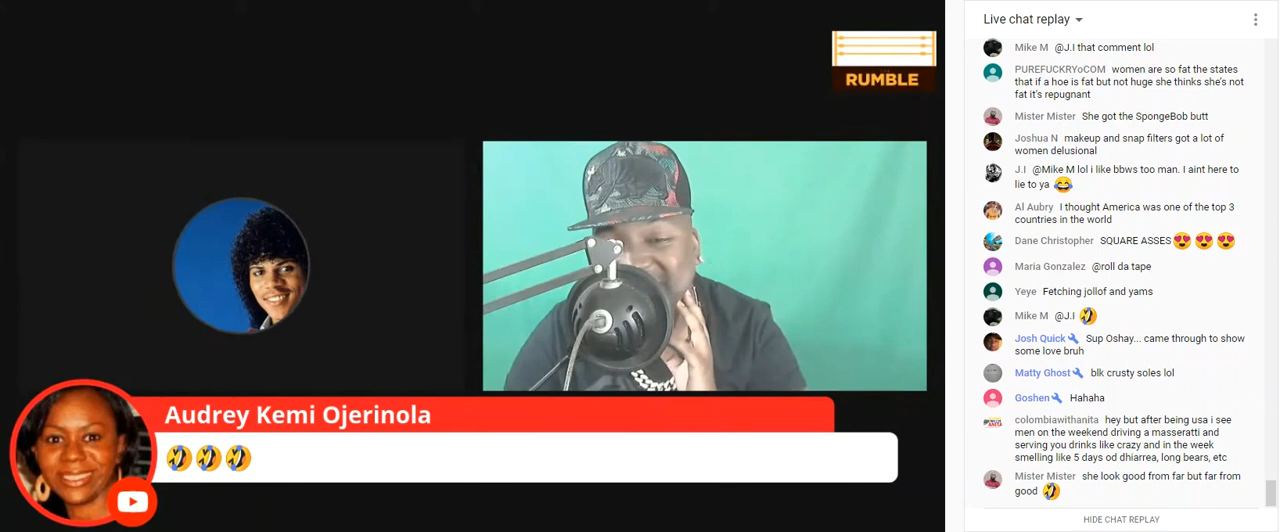 RUMBLE
Audrey Kemi Ojerinola
🤣🤣🤣
Live chat replay
Mike M @J.I that comment lol
PUREFUCKRYoCOM women are so fat the states
that if a hoe is fat but not huge she thinks she's not
fat it's repugnant
Mister Mister She got the SpongeBob butt
Joshua N makeup and snap filters got a lot of
women delusional
J.I @Mike M lol i like bbws too man. I aint here to
lie to ya 😂
Al Aubry I thought America was one of the top 3
countries in the world
Dane Christopher SQUARE ASSES😍😍😍
Maria Gonzalez @roll da tape
Yeye Fetching jollof and yams
Mike M @J.I 🤣
Josh Quick Sup Oshay... came through to show
some love bruh
Matty Ghost blk crusty soles lol
Goshen Hahaha
colombiawithanita hey but after being usa i see
men on the weekend driving a masseratti and
serving you drinks like crazy and in the week
smelling like 5 days od dhiarrea, long bears, etc
Mister Mister she look good from far but far from
good 🤣
HIDE CHAT REPLAY